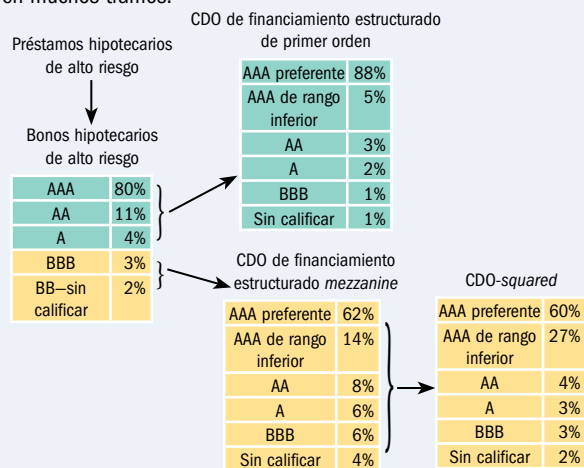 en muchos tramos.
CDO de financiamiento estructurado
de primer orden
Préstamos hipotecarios
de alto riesgo
AAA preferente 88%
AAA de rango 5%
inferior
AA 3%
A 2%
BBB 1%
Sin calificar 1%
Bonos hipotecarios
de alto riesgo
AAA 80%
AA 11%
A 4%
BBB 3%
BB—sin 2%
calificar
CDO de financiamiento
estructurado mezzanine
AAA preferente 62%
AAA de rango 14%
inferior
AA 8%
A 6%
BBB 6%
Sin calificar 4%
CDO-squared
AAA preferente 60%
AAA de rango 27%
inferior
AA 4%
A 3%
BBB 3%
Sin calificar 2%